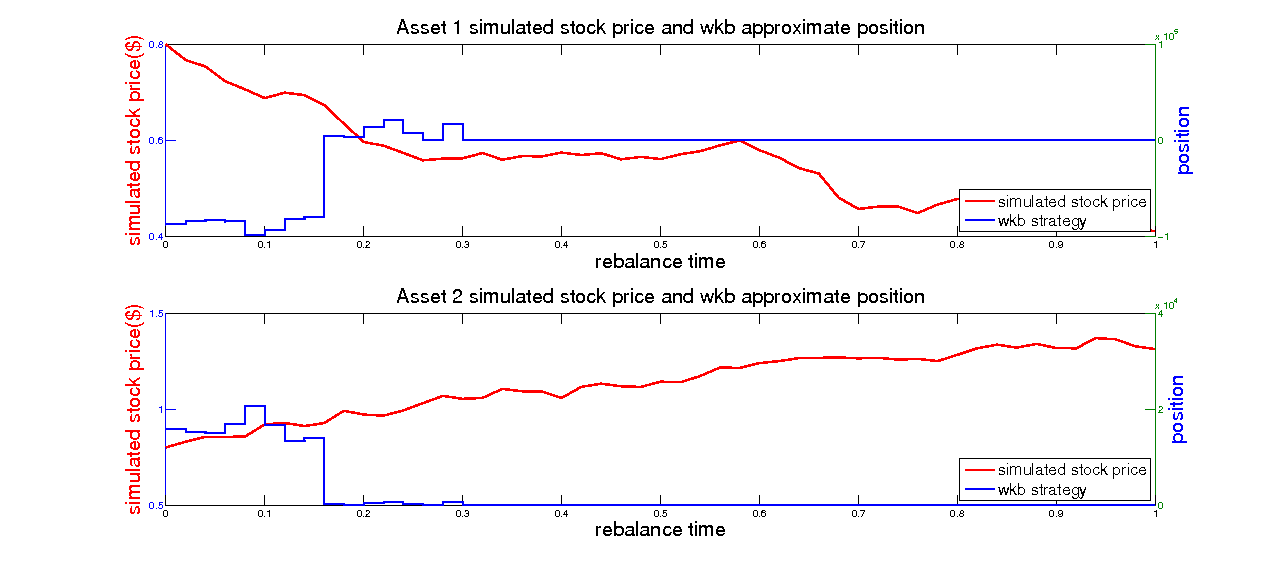 Asset 1 simulated stock price and wkb approximate position
x 10^5
0.8
1
simulated stock price($)
0.6
0
position
simulated stock price
wkb strategy
0.4
-1
0 0.1 0.2 0.3 0.4 0.5 0.6 0.7 0.8 0.9 1
rebalance time
Asset 2 simulated stock price and wkb approximate position
x 10^4
1.5
4
simulated stock price($)
1
2
position
simulated stock price
wkb strategy
0.5
0
0 0.1 0.2 0.3 0.4 0.5 0.6 0.7 0.8 0.9 1
rebalance time